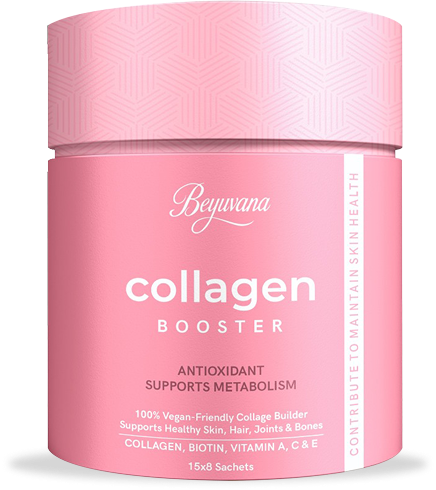 Beyuvana
collagen
BOOSTER
ANTIOXIDANT
SUPPORTS METABOLISM
100% Vegan-Friendly Collage Builder
Supports Healthy Skin, Hair, Joints & Bones
COLLAGEN, BIOTIN, VITAMIN A, C & E
15x8 Sachets
CONTRIBUTE TO MAINTAIN SKIN HEALTH